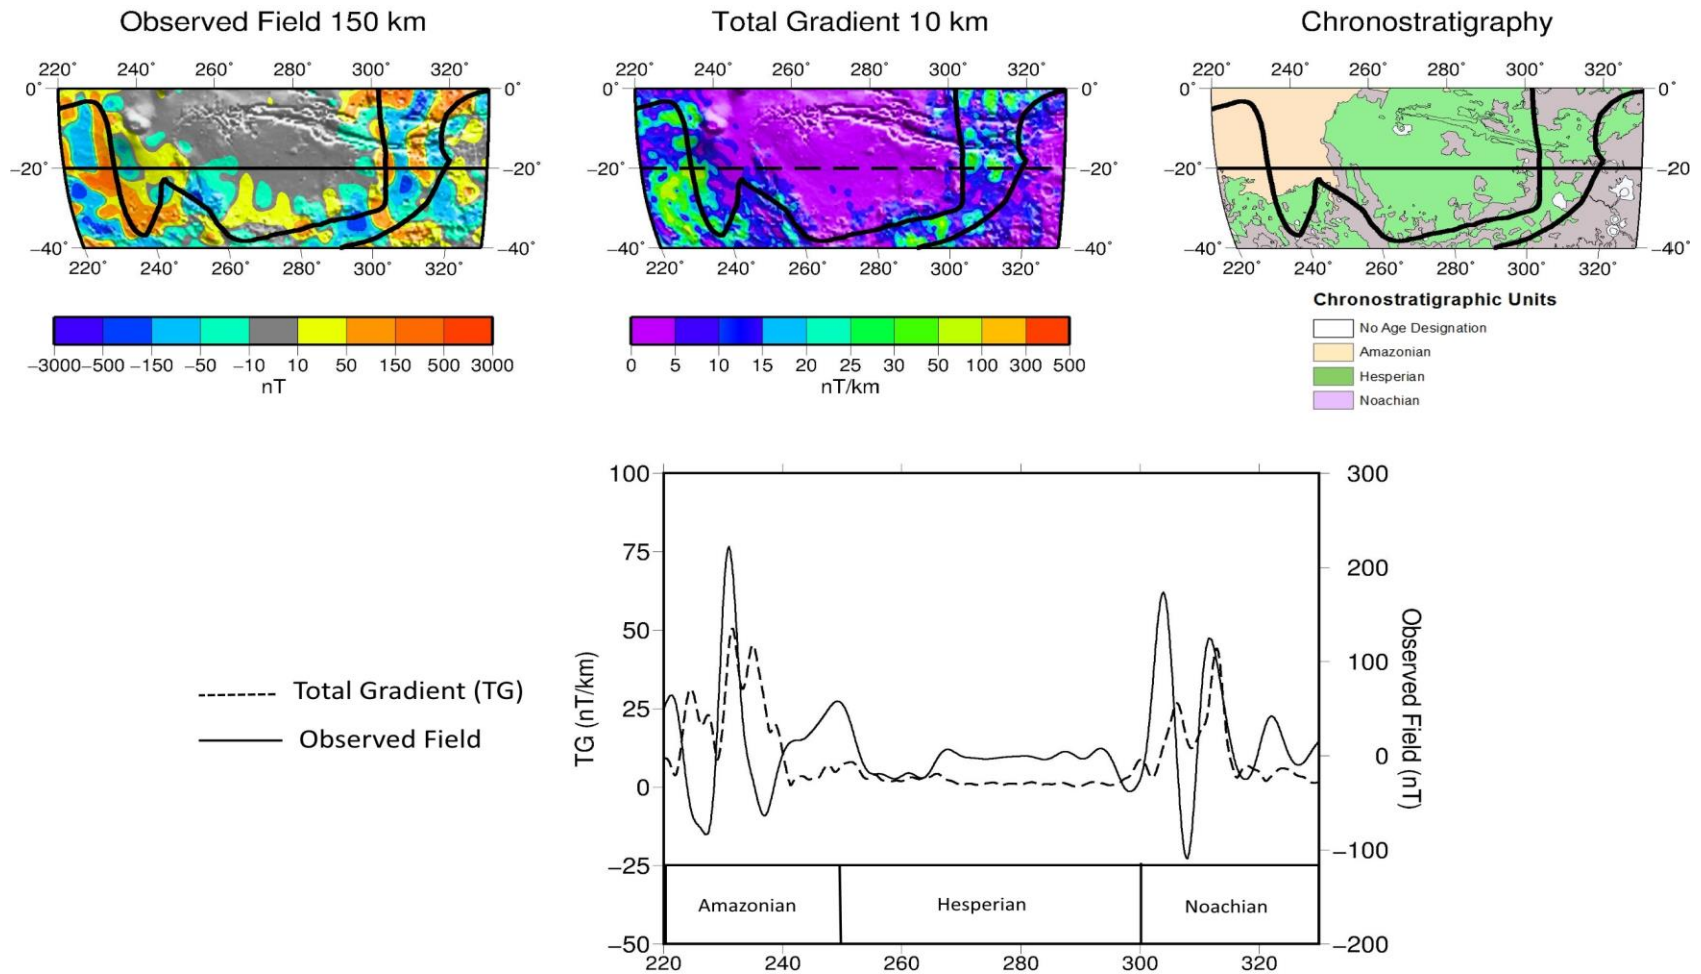 Observed Field 150 km
220° 240° 260° 280° 300° 320°
0° 0°
−20° −20°
−40° −40°
220 240 260 280 300 320
−3000 −500 −150 −50 −10 10 50 150 500 3000
nT
Total Gradient 10 km
220° 240° 260° 280° 300° 320°
0° 0°
−20° −20°
−40° −40°
220 240 260 280 300 320
0 5 10 15 20 25 30 50 100 300 500
nT/km
Chronostratigraphy
220° 240° 260° 280° 300° 320°
0° 0°
−20° −20
−40° −40°
220 240 260 280 300 320
Chronostratigraphic Units
No Age Designation
Amazonian
Hesperian
Noachian
Total Gradient (TG)
Observed Field
TG (nT/km)
100
75
50
25
0
−25
−50
Amazonian Hesperian Noachian
220 240 260 280 300 320
300
200
100
0
−100
−200
Observed Field (nT)